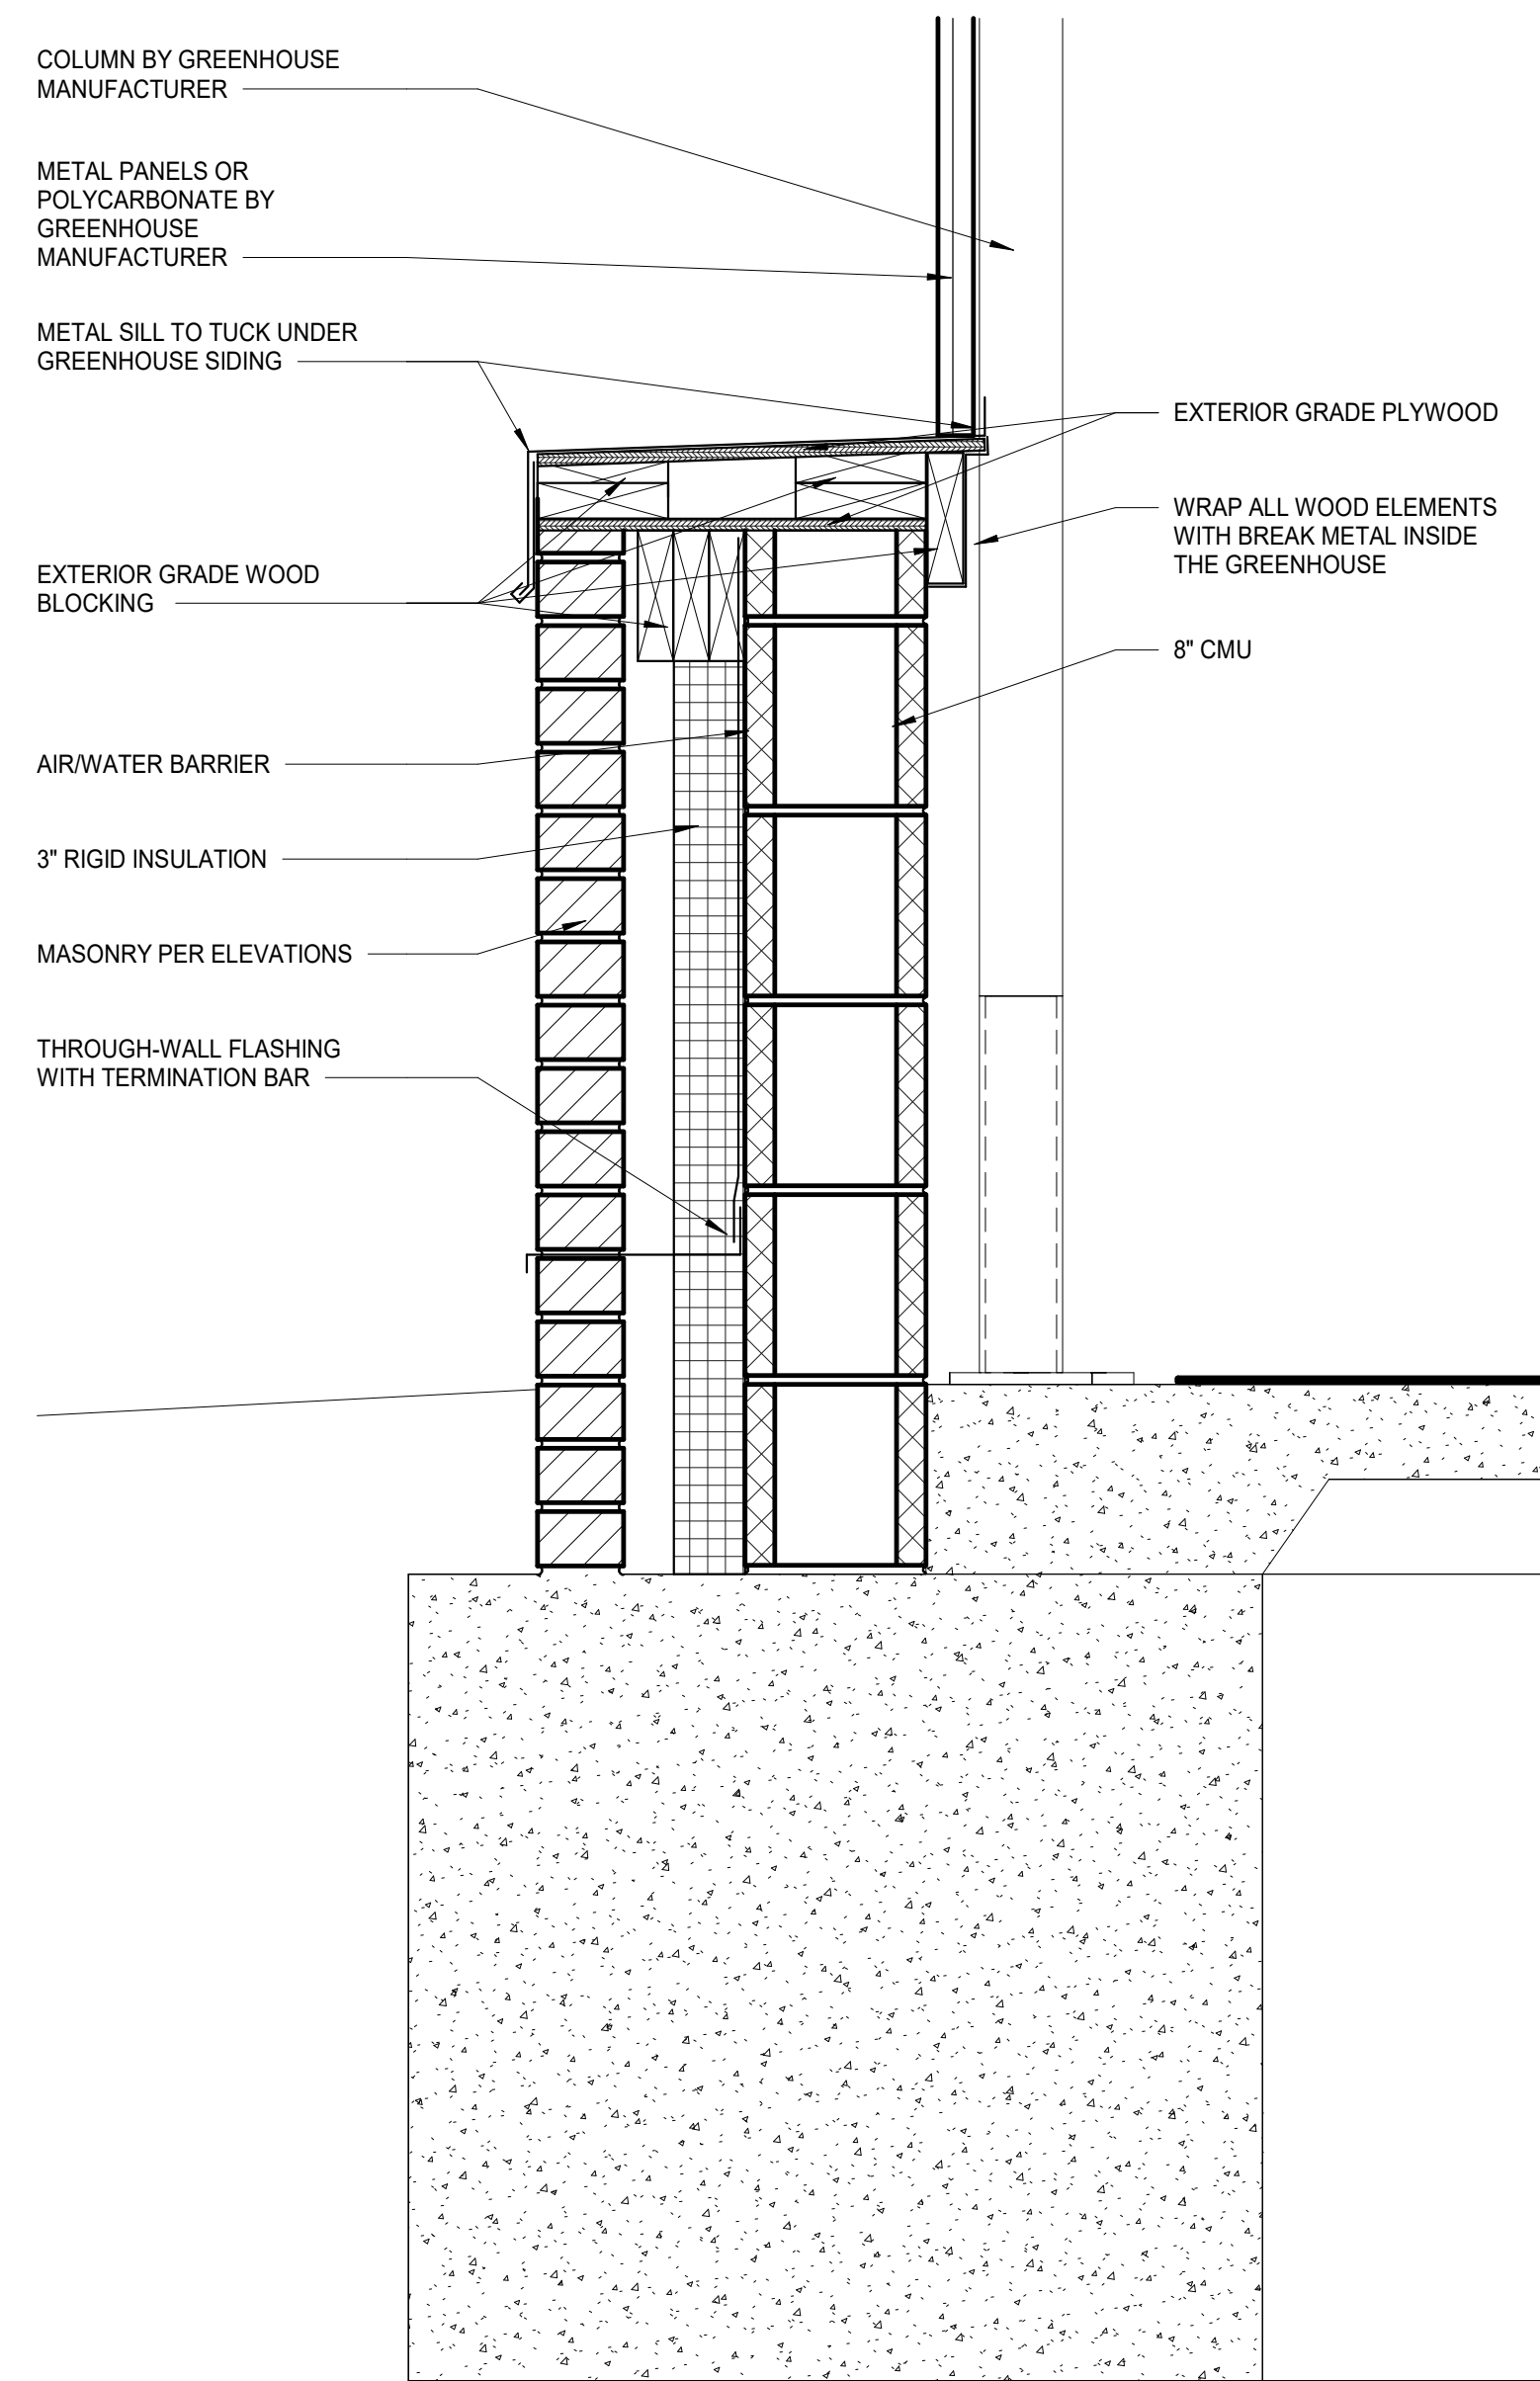 COLUMN BY GREENHOUSE
MANUFACTURER
METAL PANELS OR
POLYCARBONATE BY
GREENHOUSE
MANUFACTURER
METAL SILL TO TUCK UNDER
GREENHOUSE SIDING
EXTERIOR GRADE PLYWOOD
WRAP ALL WOOD ELEMENTS
WITH BREAK METAL INSIDE
THE GREENHOUSE
EXTERIOR GRADE WOOD
BLOCKING
8" CMU
AIR/WATER BARRIER
3" RIGID INSULATION
MASONRY PER ELEVATIONS
THROUGH-WALL FLASHING
WITH TERMINATION BAR